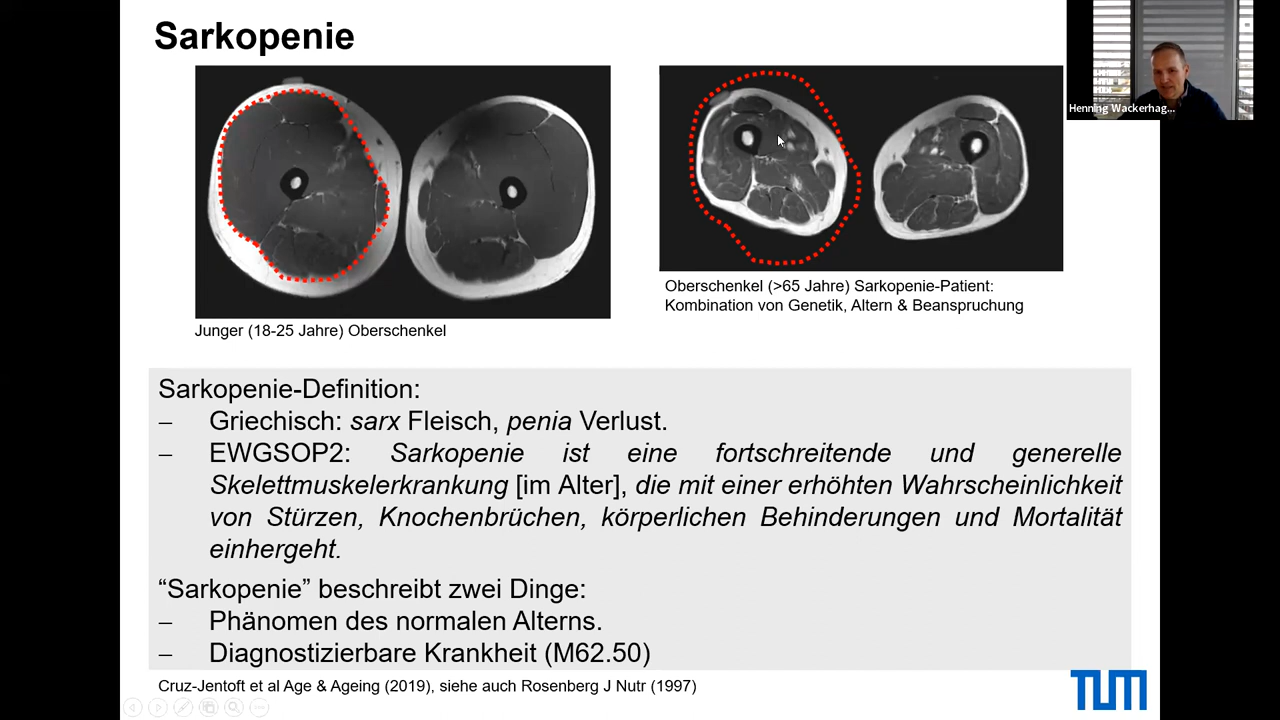 Sarkopenie
Henning Wackerhag...
Junger (18-25 Jahre) Oberschenkel
Oberschenkel (>65 Jahre) Sarkopenie-Patient:
Kombination von Genetik, Altern & Beanspruchung
Sarkopenie-Definition:
– Griechisch: sarx Fleisch, penia Verlust.
– EWGSOP2: Sarkopenie ist eine fortschreitende und generelle
Skelettmuskelerkrankung [im Alter], die mit einer erhöhten Wahrscheinlichkeit
von Stürzen, Knochenbrüchen, körperlichen Behinderungen und Mortalität
einhergeht.
“Sarkopenie” beschreibt zwei Dinge:
– Phänomen des normalen Alterns.
– Diagnostizierbare Krankheit (M62.50)
Cruz-Jentoft et al Age & Ageing (2019), siehe auch Rosenberg J Nutr (1997)
TUM